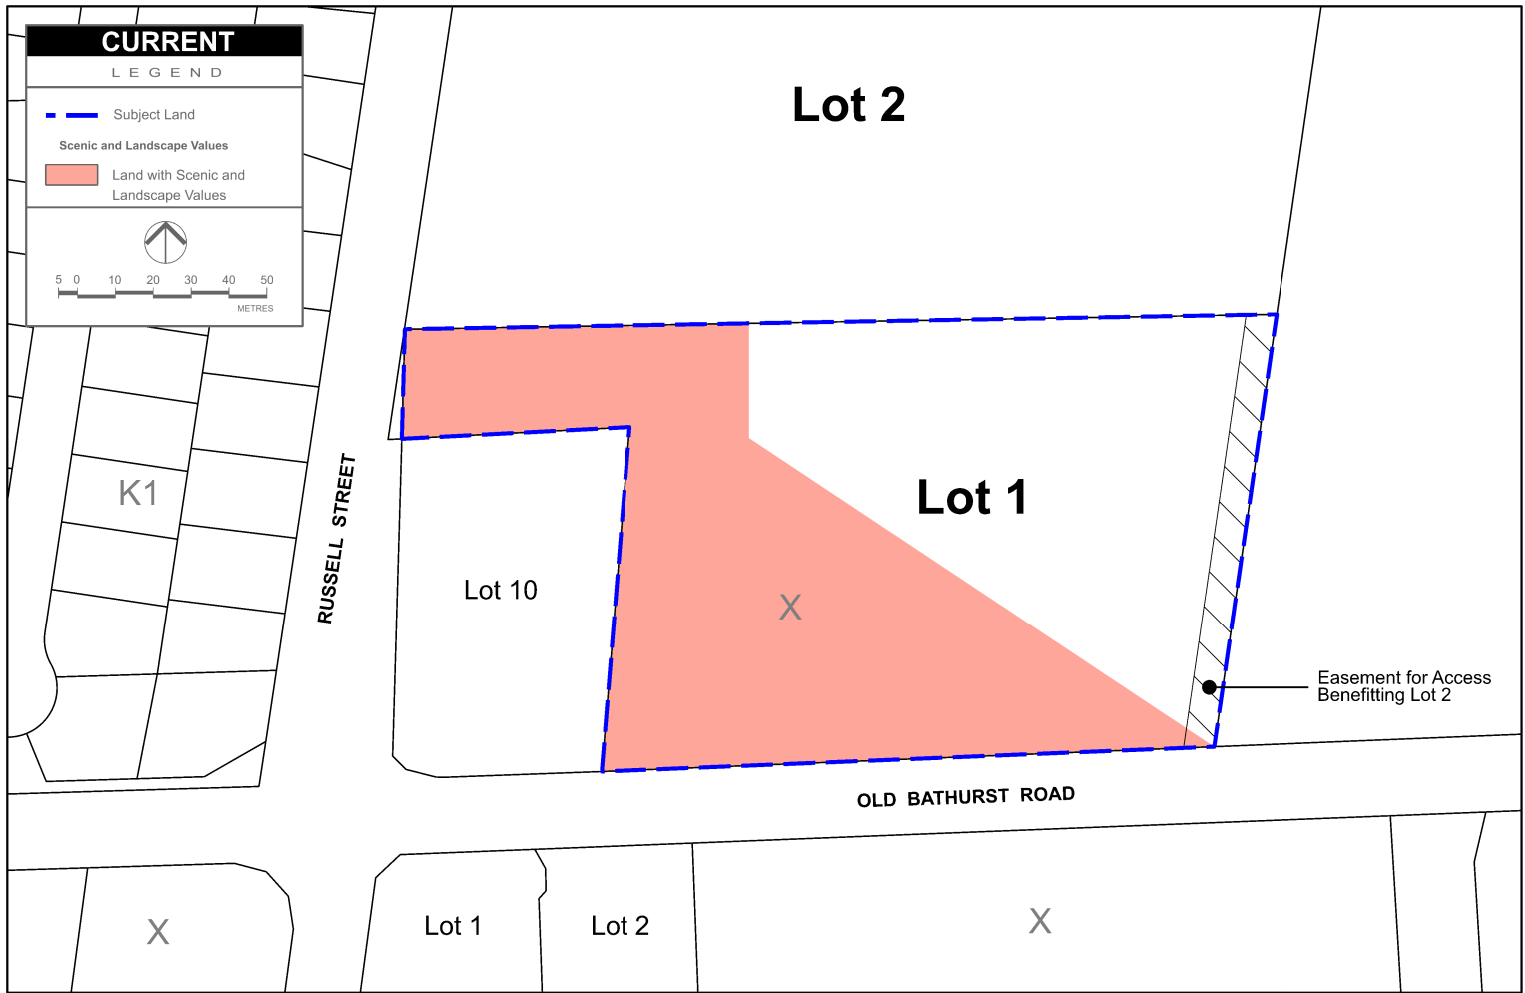 CURRENT
LEGEND
Subject Land
Scenic and Landscape Values
Land with Scenic and
Landscape Values
5 0 10 20 30 40 50
METRES
Lot 2
Lot 1
K1
RUSSELL STREET
Lot 10
X
Easement for Access
Benefitting Lot 2
OLD BATHURST ROAD
X
Lot 1
Lot 2
X